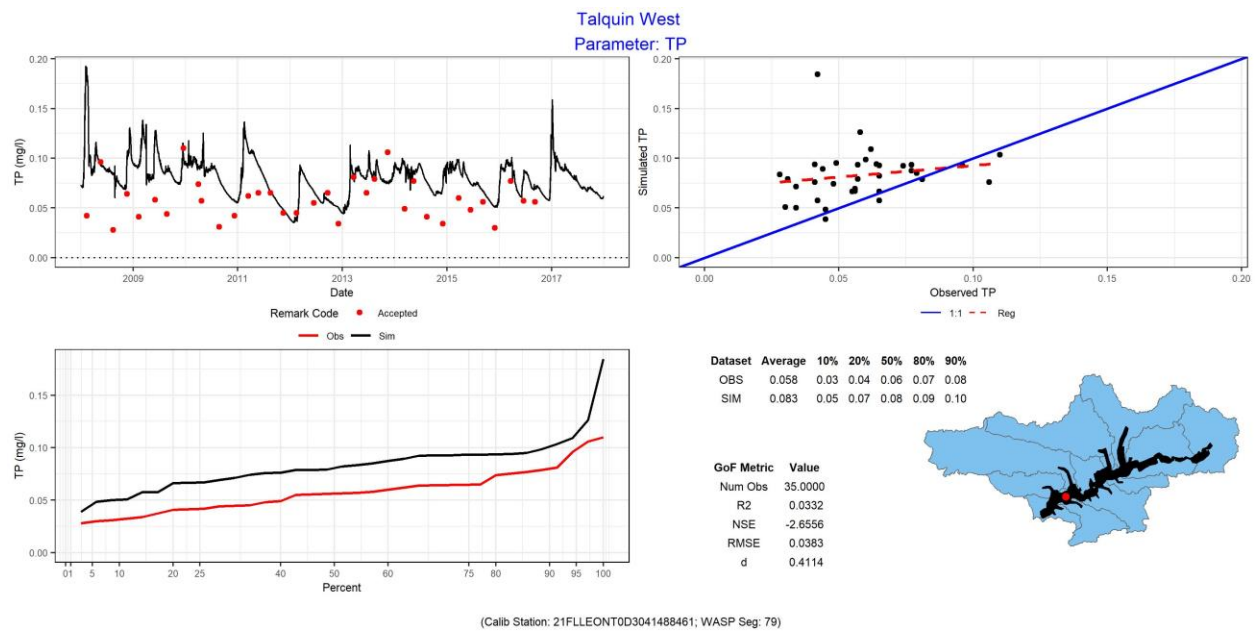 Talquin West
Parameter: TP
TP (mg/l)
0.20
0.15
0.10
0.05
0.00
2009 2011 2013 2015 2017
Date
Remark Code Accepted
Obs Sim
Simulated TP
0.20
0.15
0.10
0.05
0.00
0.00 0.05 0.10 0.15 0.20
Observed TP
1:1 Reg
TP (mg/l)
0.15
0.10
0.05
0.00
01 5 10 20 25 40 60 75 80 90 95 100
Percent
Dataset Average 10% 20% 50% 80% 90%
OBS 0.058 0.03 0.04 0.06 0.07 0.08
SIM 0.083 0.05 0.07 0.08 0.09 0.10
GoF Metric Value
Num Obs 35.0000
R2 0.0332
NSE -2.6556
RMSE 0.0383
d 0.4114
(Calib Station: 21FLLEONT0D3041488461; WASP Seg: 79)